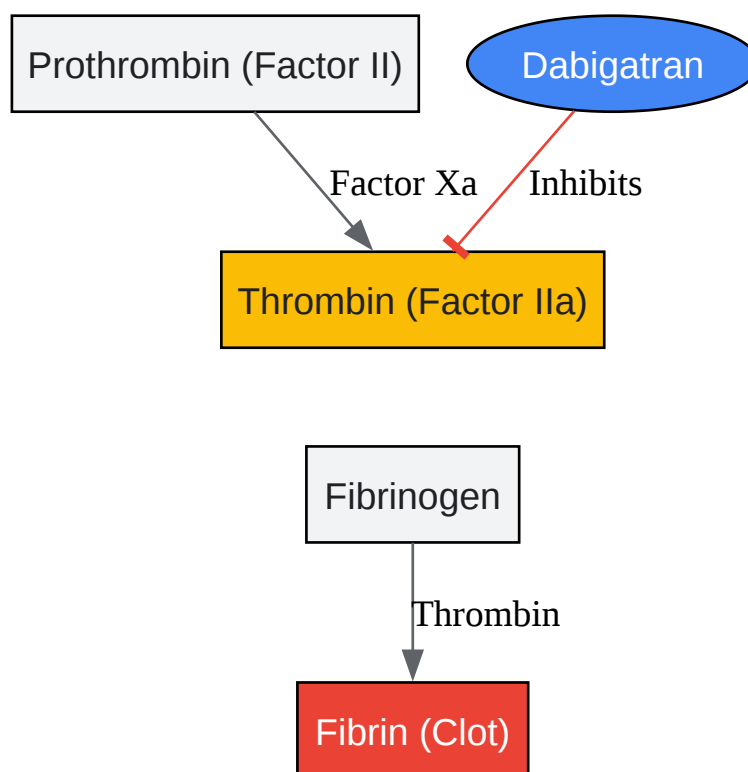 Prothrombin (Factor II)
Dabigatran
Factor Xa
Inhibits
Thrombin (Factor IIa)
Fibrinogen
Thrombin
Fibrin (Clot)